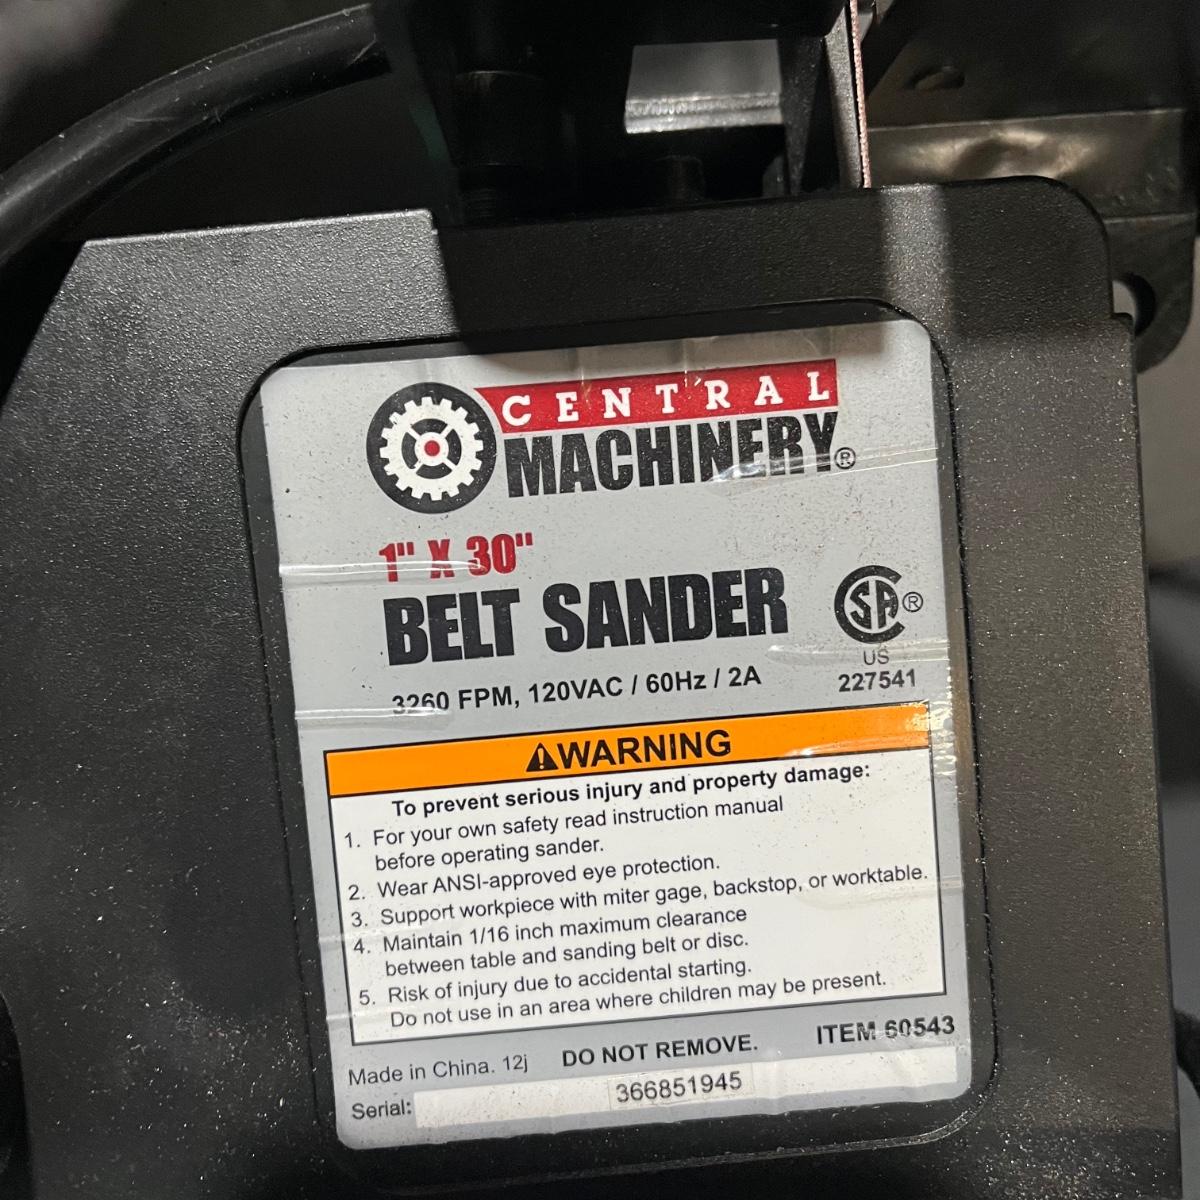 CENTRAL
MACHINERY®
1" X 30"
BELT SANDER
SA®
US
227541
3260 FPM, 120VAC / 60Hz / 2A
⚠WARNING
To prevent serious injury and property damage:
1. For your own safety read instruction manual
before operating sander.
2. Wear ANSI-approved eye protection.
3. Support workpiece with miter gage, backstop, or worktable.
4. Maintain 1/16 inch maximum clearance
between table and sanding belt or disc.
5. Risk of injury due to accidental starting.
Do not use in an area where children may be present.
Made in China. 12j DO NOT REMOVE. ITEM 60543
Serial: 366851945